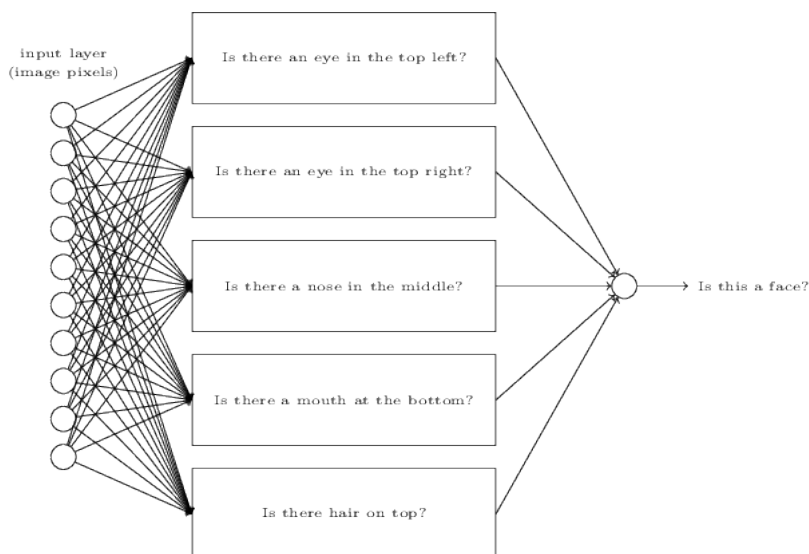 input layer
(image pixels)
Is there an eye in the top left?
Is there an eye in the top right?
Is there a nose in the middle?
Is this a face?
Is there a mouth at the bottom?
Is there hair on top?